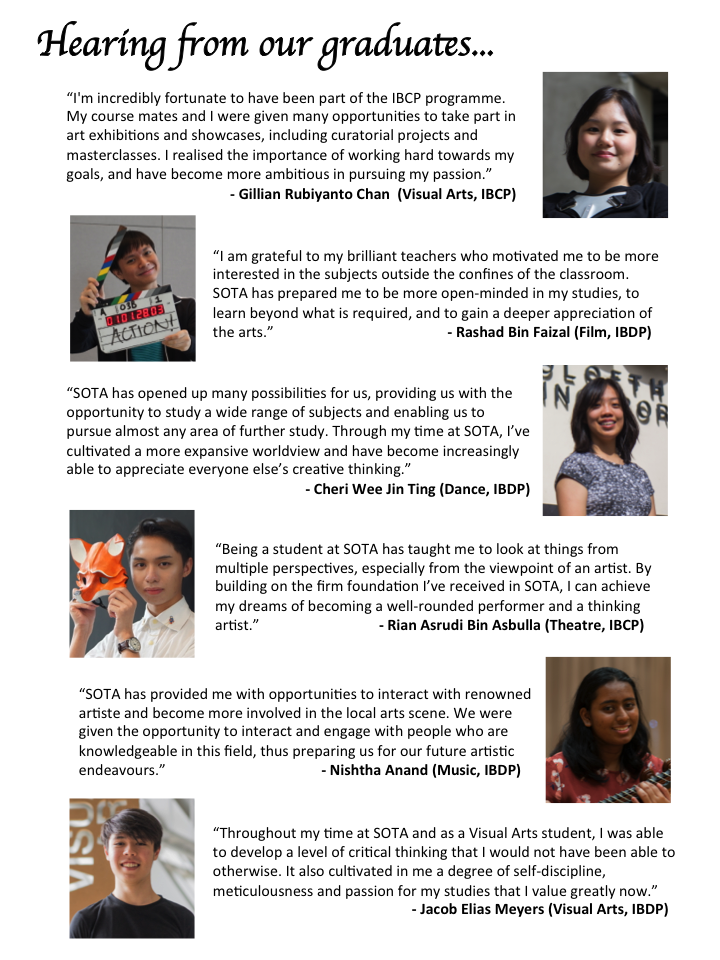 Hearing from our graduates...
“I'm incredibly fortunate to have been part of the IBCP programme.
My course mates and I were given many opportunities to take part in
art exhibitions and showcases, including curatorial projects and
masterclasses. I realised the importance of working hard towards my
goals, and have become more ambitious in pursuing my passion.”
- Gillian Rubiyanto Chan (Visual Arts, IBCP)
“I am grateful to my brilliant teachers who motivated me to be more
interested in the subjects outside the confines of the classroom.
SOTA has prepared me to be more open-minded in my studies, to
learn beyond what is required, and to gain a deeper appreciation of
the arts.” - Rashad Bin Faizal (Film, IBDP)
A 036 1
01:01:28:03
ACTION!
“SOTA has opened up many possibilities for us, providing us with the
opportunity to study a wide range of subjects and enabling us to
pursue almost any area of further study. Through my time at SOTA, I’ve
cultivated a more expansive worldview and have become increasingly
able to appreciate everyone else’s creative thinking.”
- Cheri Wee Jin Ting (Dance, IBDP)
“Being a student at SOTA has taught me to look at things from
multiple perspectives, especially from the viewpoint of an artist. By
building on the firm foundation I’ve received in SOTA, I can achieve
my dreams of becoming a well-rounded performer and a thinking
artist.” - Rian Asrudi Bin Asbulla (Theatre, IBCP)
“SOTA has provided me with opportunities to interact with renowned
artiste and become more involved in the local arts scene. We were
given the opportunity to interact and engage with people who are
knowledgeable in this field, thus preparing us for our future artistic
endeavours.” - Nishtha Anand (Music, IBDP)
VISU
“Throughout my time at SOTA and as a Visual Arts student, I was able
to develop a level of critical thinking that I would not have been able to
otherwise. It also cultivated in me a degree of self-discipline,
meticulousness and passion for my studies that I value greatly now.”
- Jacob Elias Meyers (Visual Arts, IBDP)